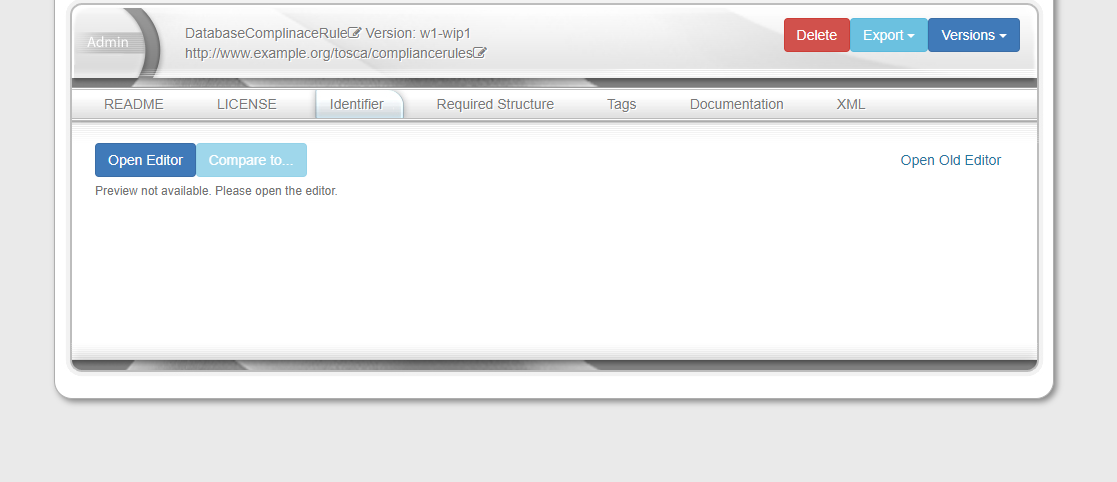 Admin
DatabaseComplinaceRule Version: w1-wip1
http://www.example.org/tosca/compliancerules
Delete Export Versions
README LICENSE Identifier Required Structure Tags Documentation XML
Open Editor Compare to... Open Old Editor
Preview not available. Please open the editor.